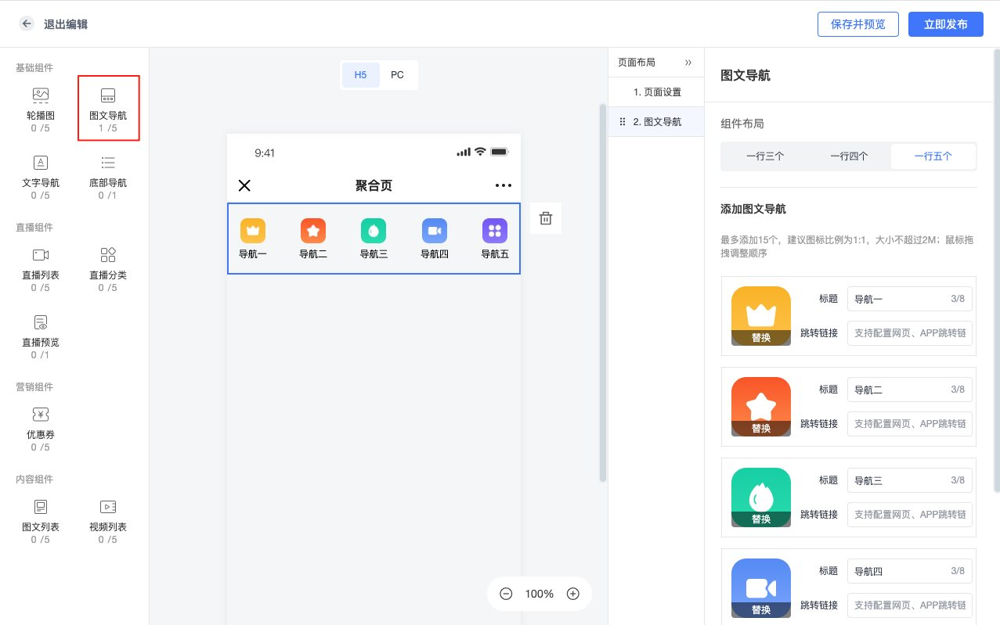 退出编辑
保存并预览
立即发布
基础组件
轮播图
0 /5
图文导航
1 /5
文字导航
0 /5
底部导航
0 /1
直播组件
直播列表
0 /5
直播分类
0 /5
直播预览
0 /1
营销组件
优惠券
0 /5
内容组件
图文列表
0 /5
视频列表
0 /5
H5
PC
9:41
聚合页
导航一
导航二
导航三
导航四
导航五
100%
页面布局
1. 页面设置
2. 图文导航
图文导航
组件布局
一行三个
一行四个
一行五个
添加图文导航
最多添加15个，建议图标比例为1:1，大小不超过2M；鼠标拖
拽调整顺序
替换
标题
导航一
3/8
跳转链接
支持配置网页、APP跳转链
替换
标题
导航二
3/8
跳转链接
支持配置网页、APP跳转链
替换
标题
导航三
3/8
跳转链接
支持配置网页、APP跳转链
替换
标题
导航四
3/8
跳转链接
支持配置网页、APP跳转链